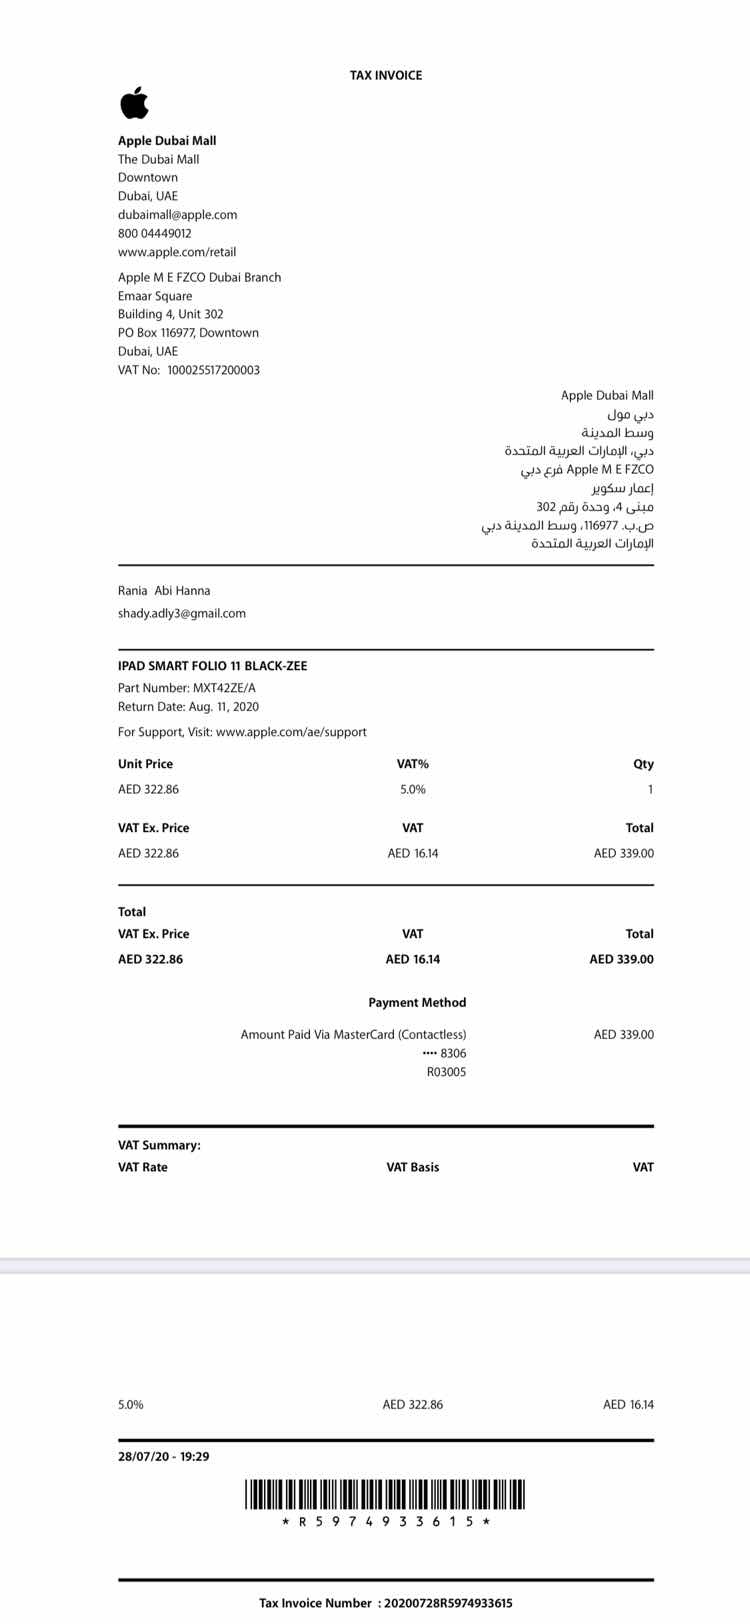 TAX INVOICE
Apple Dubai Mall
The Dubai Mall
Downtown
Dubai, UAE
dubaimall@apple.com
800 04449012
www.apple.com/retail
Apple M E FZCO Dubai Branch
Emaar Square
Building 4, Unit 302
PO Box 116977, Downtown
Dubai, UAE
VAT No: 100025517200003
Apple Dubai Mall
دبي مول
وسط المدينة
دبي، الإمارات العربية المتحدة
Apple M E FZCO فرع دبي
إعمار سكوير
مبنى 4، وحدة رقم 302
ص.ب. 116977، وسط المدينة دبي
الإمارات العربية المتحدة
Rania Abi Hanna
shady.adly3@gmail.com
IPAD SMART FOLIO 11 BLACK-ZEE
Part Number: MXT42ZE/A
Return Date: Aug. 11, 2020
For Support, Visit: www.apple.com/ae/support
Unit Price VAT% Qty
AED 322.86 5.0% 1
VAT Ex. Price VAT Total
AED 322.86 AED 16.14 AED 339.00
Total
VAT Ex. Price VAT Total
AED 322.86 AED 16.14 AED 339.00
Payment Method
Amount Paid Via MasterCard (Contactless) AED 339.00
•••• 8306
R03005
VAT Summary:
VAT Rate VAT Basis VAT
5.0% AED 322.86 AED 16.14
28/07/20 - 19:29
* R 5 9 7 4 9 3 3 6 1 5 *
Tax Invoice Number : 20200728R5974933615